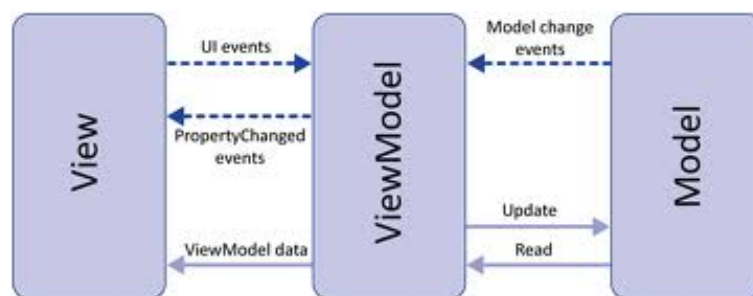 View
UI events
PropertyChanged
events
ViewModel data
ViewModel
Model change
events
Update
Read
Model